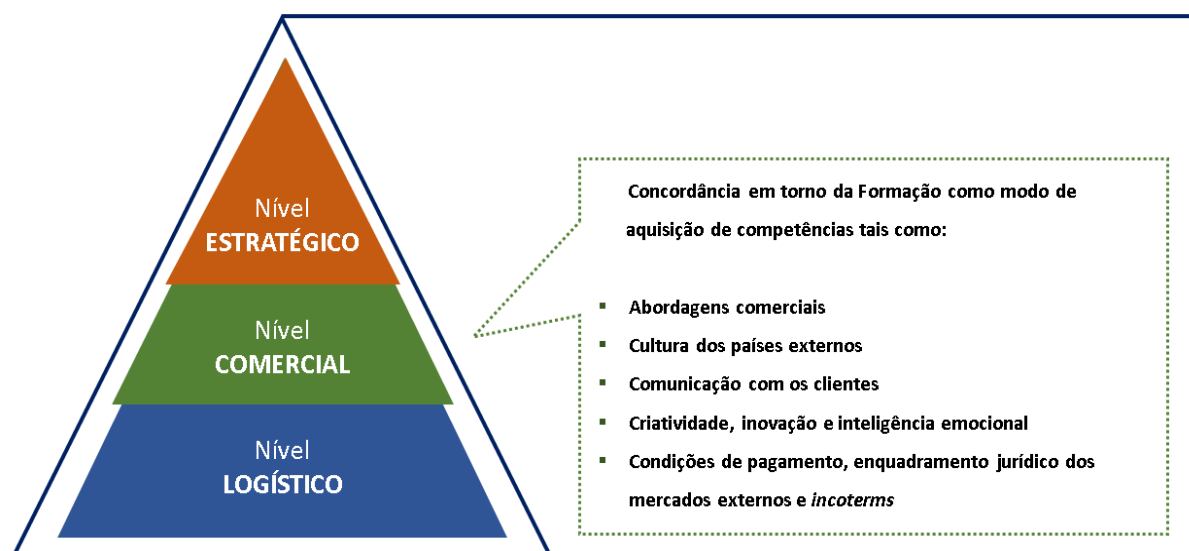 Nível
ESTRATÉGICO
Nível
COMERCIAL
Nível
LOGÍSTICO
Concordância em torno da Formação como modo de
aquisição de competências tais como:
▪ Abordagens comerciais
▪ Cultura dos países externos
▪ Comunicação com os clientes
▪ Criatividade, inovação e inteligência emocional
▪ Condições de pagamento, enquadramento jurídico dos
mercados externos e incoterms